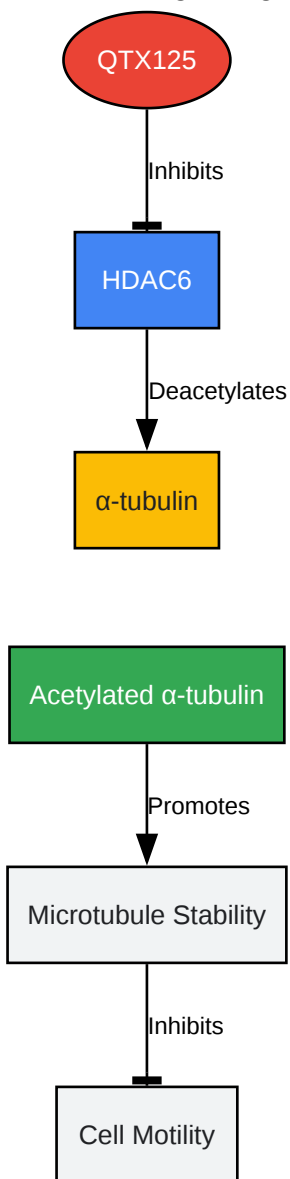 QTX125
Inhibits
HDAC6
Deacetylates
α-tubulin
Acetylated α-tubulin
Promotes
Microtubule Stability
Inhibits
Cell Motility